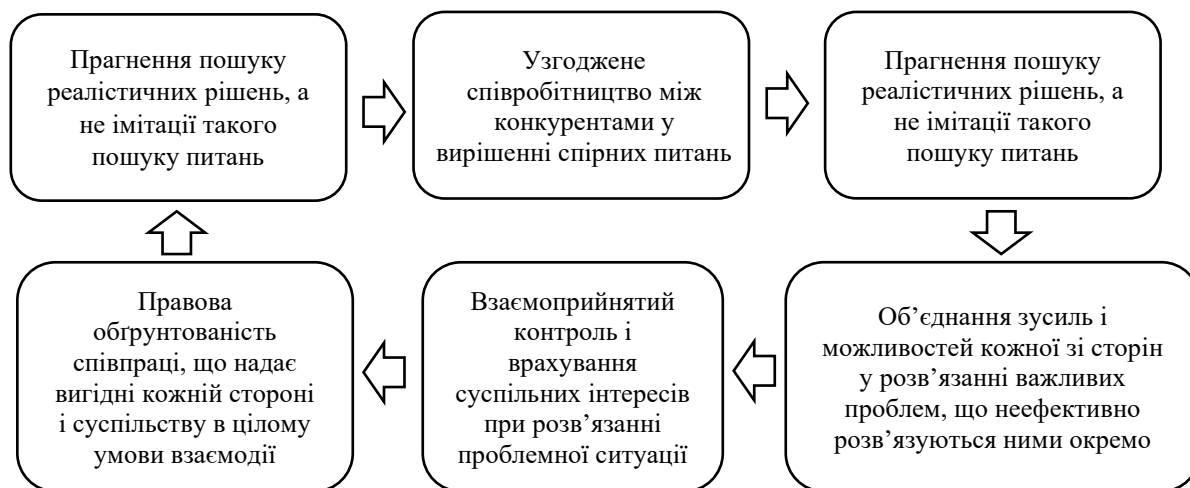 Прагнення пошуку
реалістичних рішень, а
не імітації такого
пошуку питань
Узгоджене
співробітництво між
конкурентами у
вирішенні спірних питань
Прагнення пошуку
реалістичних рішень, а
не імітації такого
пошуку питань
Об’єднання зусиль і
можливостей кожної зі сторін
у розв’язанні важливих
проблем, що неефективно
розв’язуються ними окремо
Взаємоприйнятий
контроль і
врахування
суспільних інтересів
при розв’язанні
проблемної ситуації
Правова
обґрунтованість
співпраці, що надає
вигідні кожній стороні
і суспільству в цілому
умови взаємодії